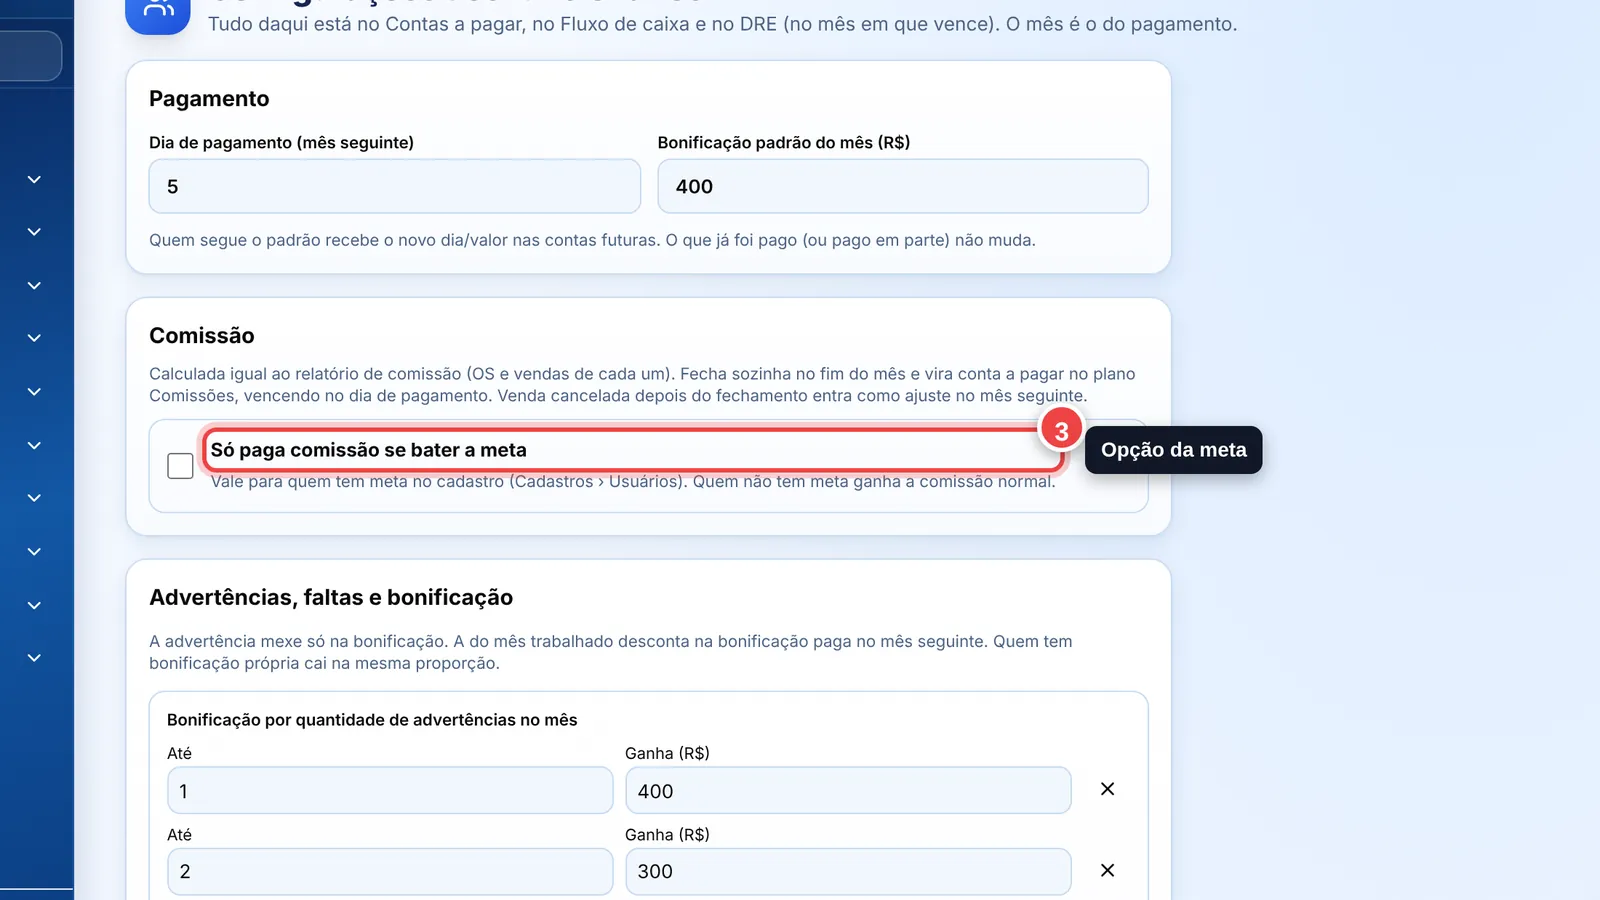 Tudo daqui está no Contas a pagar, no Fluxo de caixa e no DRE (no mês em que vence). O mês é o do pagamento.
Pagamento
Dia de pagamento (mês seguinte)
Bonificação padrão do mês (R$)
5
400
Quem segue o padrão recebe o novo dia/valor nas contas futuras. O que já foi pago (ou pago em parte) não muda.
Comissão
Calculada igual ao relatório de comissão (OS e vendas de cada um). Fecha sozinha no fim do mês e vira conta a pagar no plano
Comissões, vencendo no dia de pagamento. Venda cancelada depois do fechamento entra como ajuste no mês seguinte.
3
Só paga comissão se bater a meta
Opção da meta
Vale para quem tem meta no cadastro (Cadastros › Usuários). Quem não tem meta ganha a comissão normal.
Advertências, faltas e bonificação
A advertência mexe só na bonificação. A do mês trabalhado desconta na bonificação paga no mês seguinte. Quem tem
bonificação própria cai na mesma proporção.
Bonificação por quantidade de advertências no mês
Até
Ganha (R$)
1
400
Até
Ganha (R$)
2
300